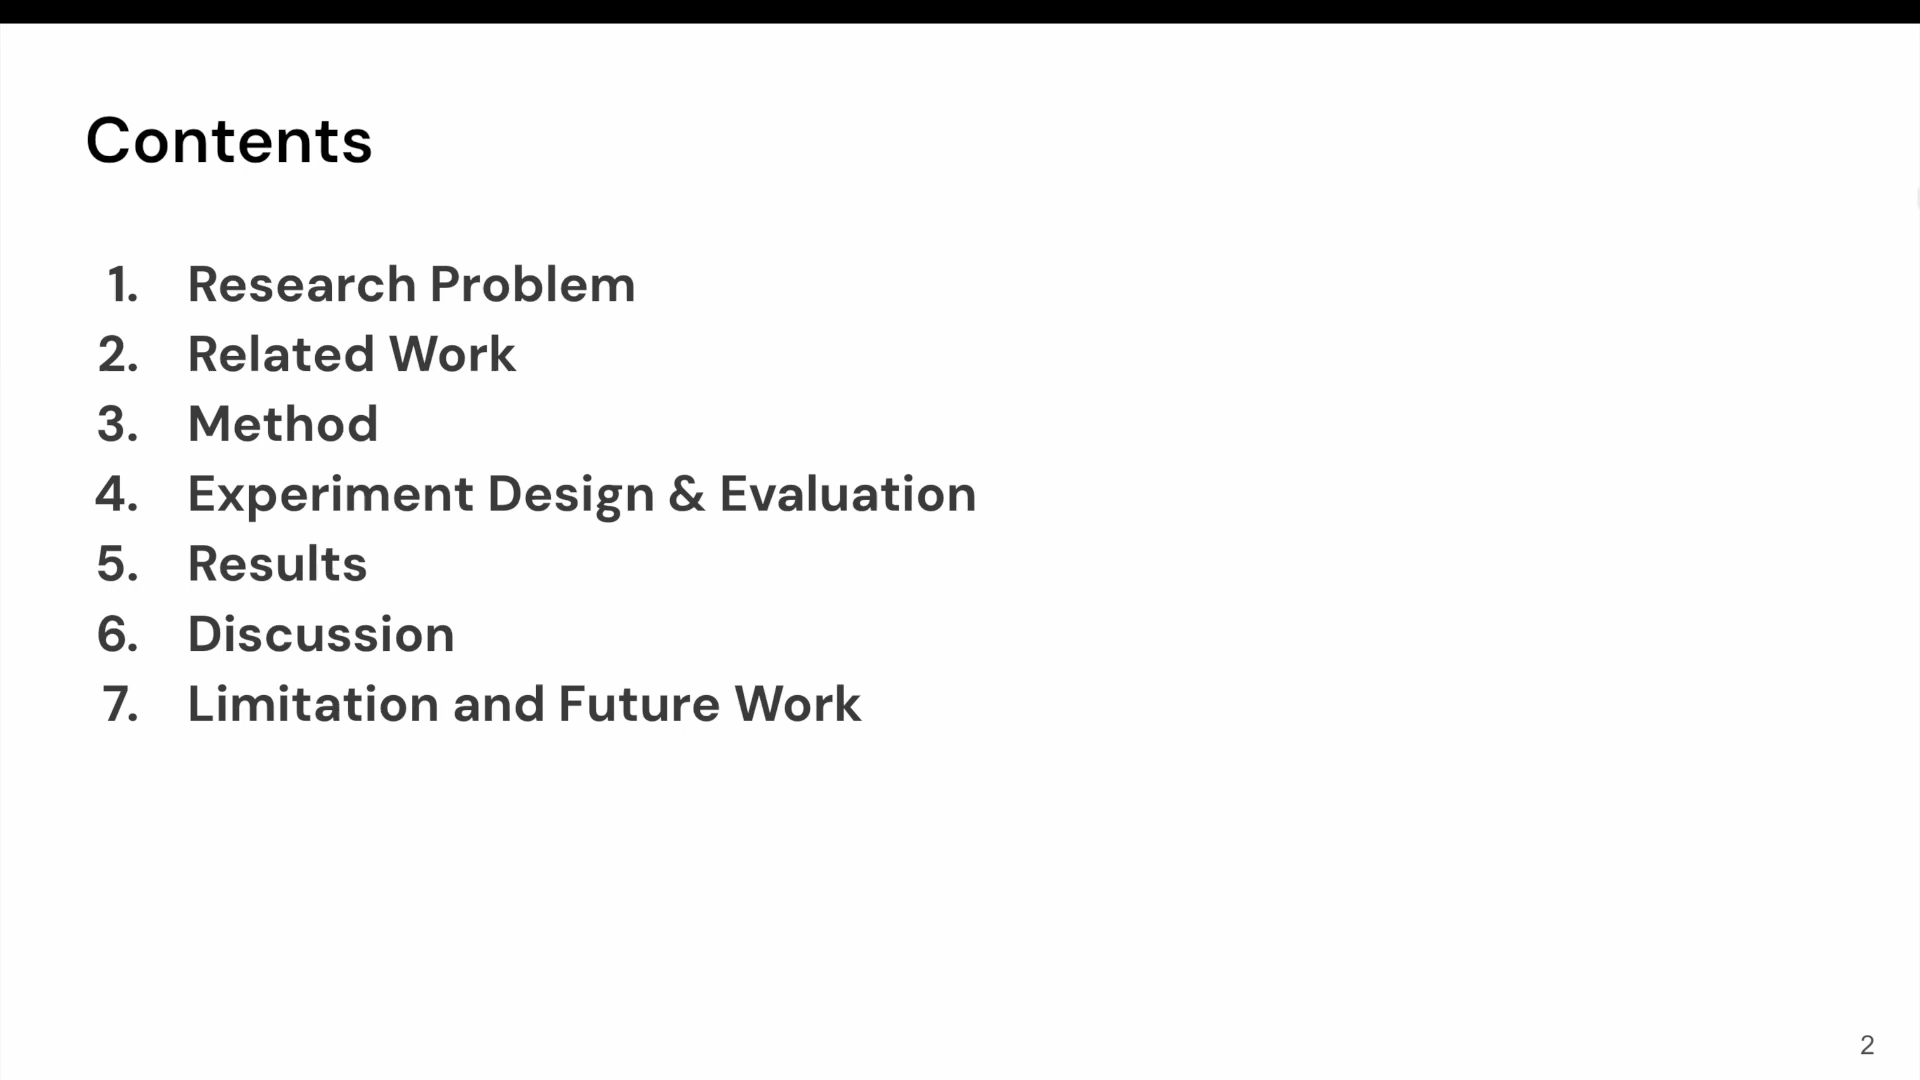 Contents
1. Research Problem
2. Related Work
3. Method
4. Experiment Design & Evaluation
5. Results
6. Discussion
7. Limitation and Future Work
2